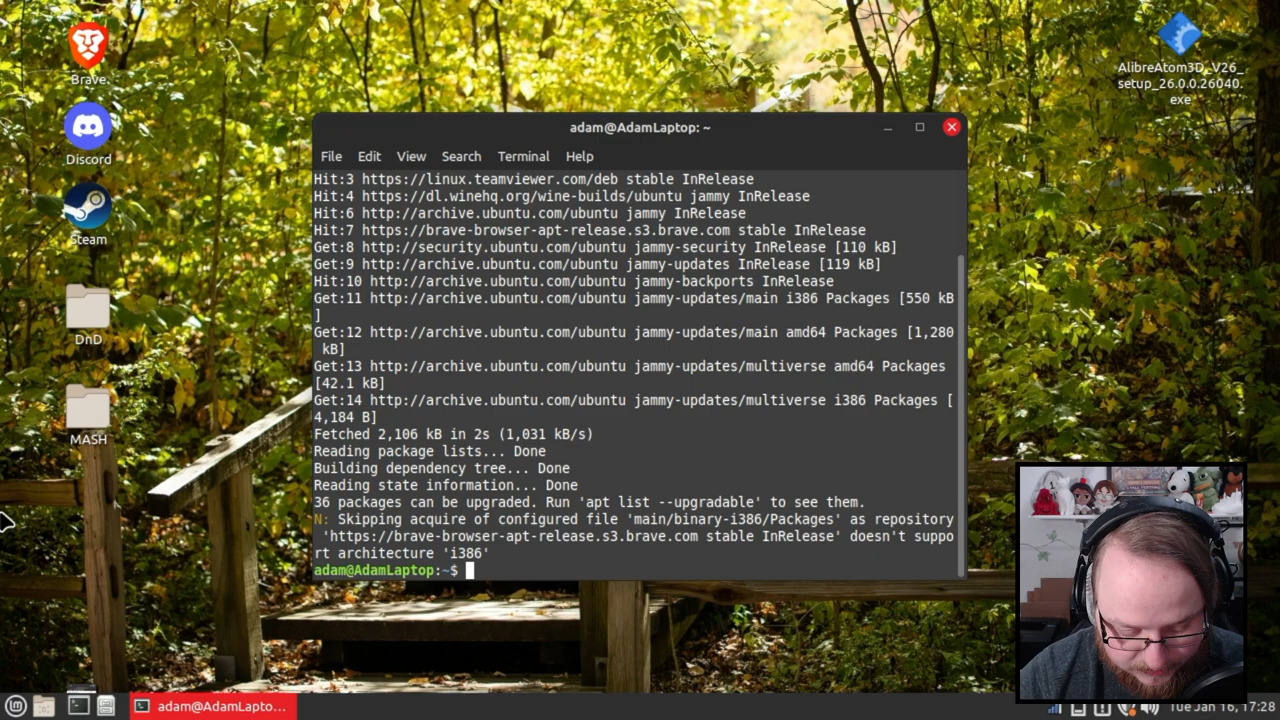 Brave
Discord
Steam
DnD
MASH
AlibreAtom3D_V26_
setup_26.0.0.26040.
exe
adam@AdamLaptop: ~
File Edit View Search Terminal Help
Hit:3 https://linux.teamviewer.com/deb stable InRelease
Hit:4 https://dl.winehq.org/wine-builds/ubuntu jammy InRelease
Hit:6 http://archive.ubuntu.com/ubuntu jammy InRelease
Hit:7 https://brave-browser-apt-release.s3.brave.com stable InRelease
Get:8 http://security.ubuntu.com/ubuntu jammy-security InRelease [110 kB]
Get:9 http://archive.ubuntu.com/ubuntu jammy-updates InRelease [119 kB]
Hit:10 http://archive.ubuntu.com/ubuntu jammy-backports InRelease
Get:11 http://archive.ubuntu.com/ubuntu jammy-updates/main i386 Packages [550 kB
]
Get:12 http://archive.ubuntu.com/ubuntu jammy-updates/main amd64 Packages [1,280
kB]
Get:13 http://archive.ubuntu.com/ubuntu jammy-updates/multiverse amd64 Packages
[42.1 kB]
Get:14 http://archive.ubuntu.com/ubuntu jammy-updates/multiverse i386 Packages [
4,184 B]
Fetched 2,106 kB in 2s (1,031 kB/s)
Reading package lists... Done
Building dependency tree... Done
Reading state information... Done
36 packages can be upgraded. Run 'apt list --upgradable' to see them.
N: Skipping acquire of configured file 'main/binary-i386/Packages' as repository
'https://brave-browser-apt-release.s3.brave.com stable InRelease' doesn't suppo
rt architecture 'i386'
adam@AdamLaptop:~$
adam@AdamLapto...
Tue Jan 16, 17:28